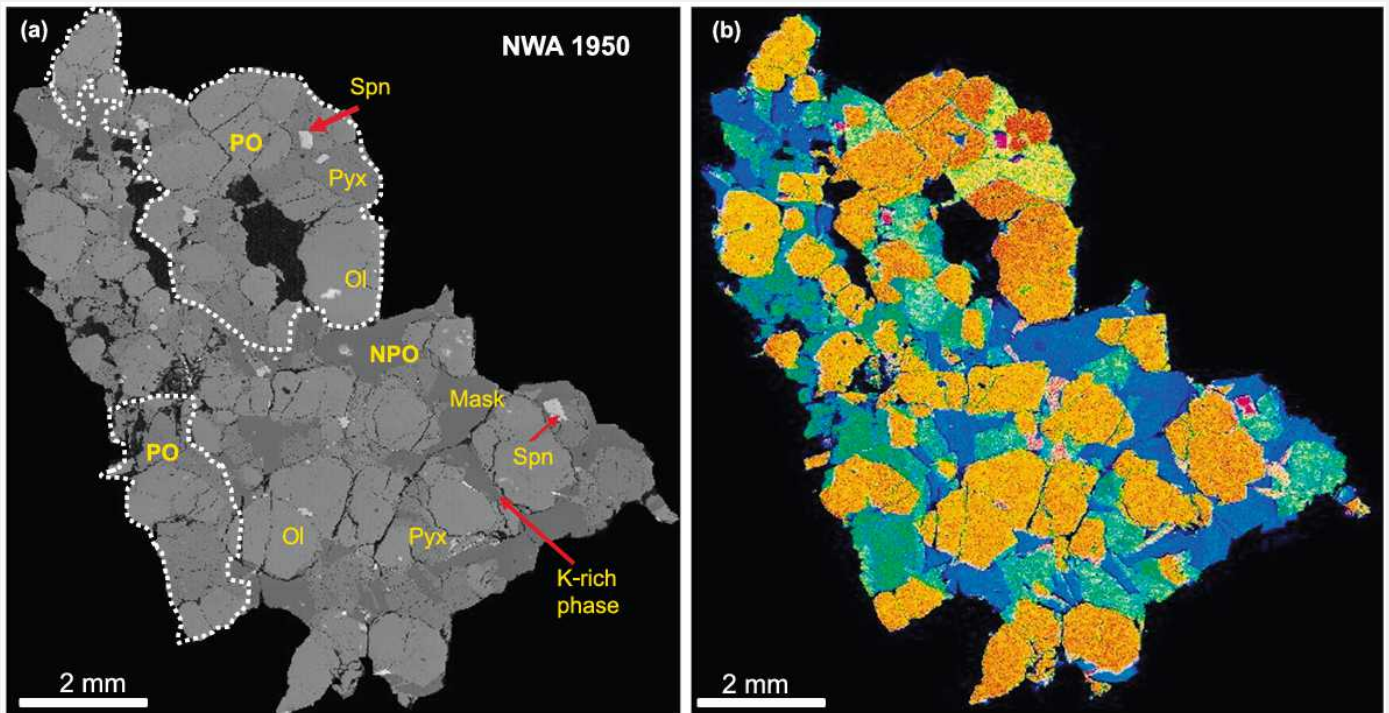 (a)
NWA 1950
Spn
PO
Pyx
Ol
NPO
Mask
PO
Spn
Ol
Pyx
K-rich
phase
2 mm
(b)
2 mm